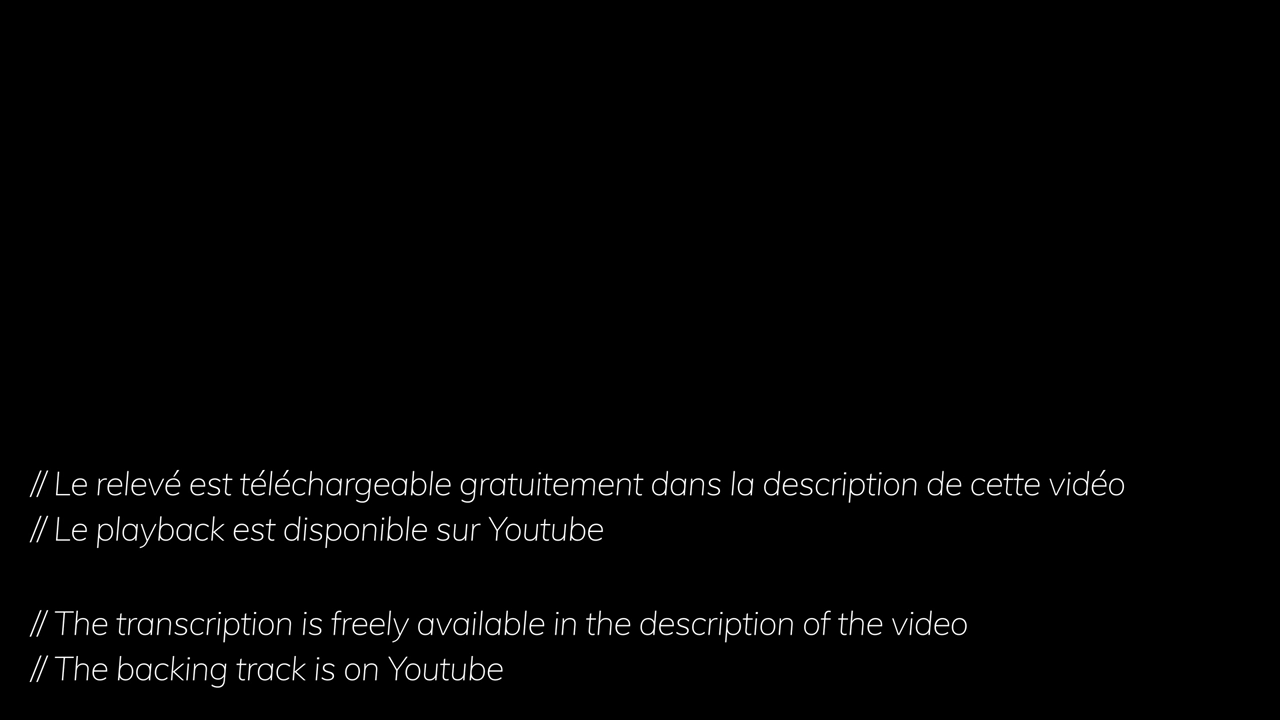 // Le relevé est téléchargeable gratuitement dans la description de cette vidéo
// Le playback est disponible sur Youtube
// The transcription is freely available in the description of the video
// The backing track is on Youtube